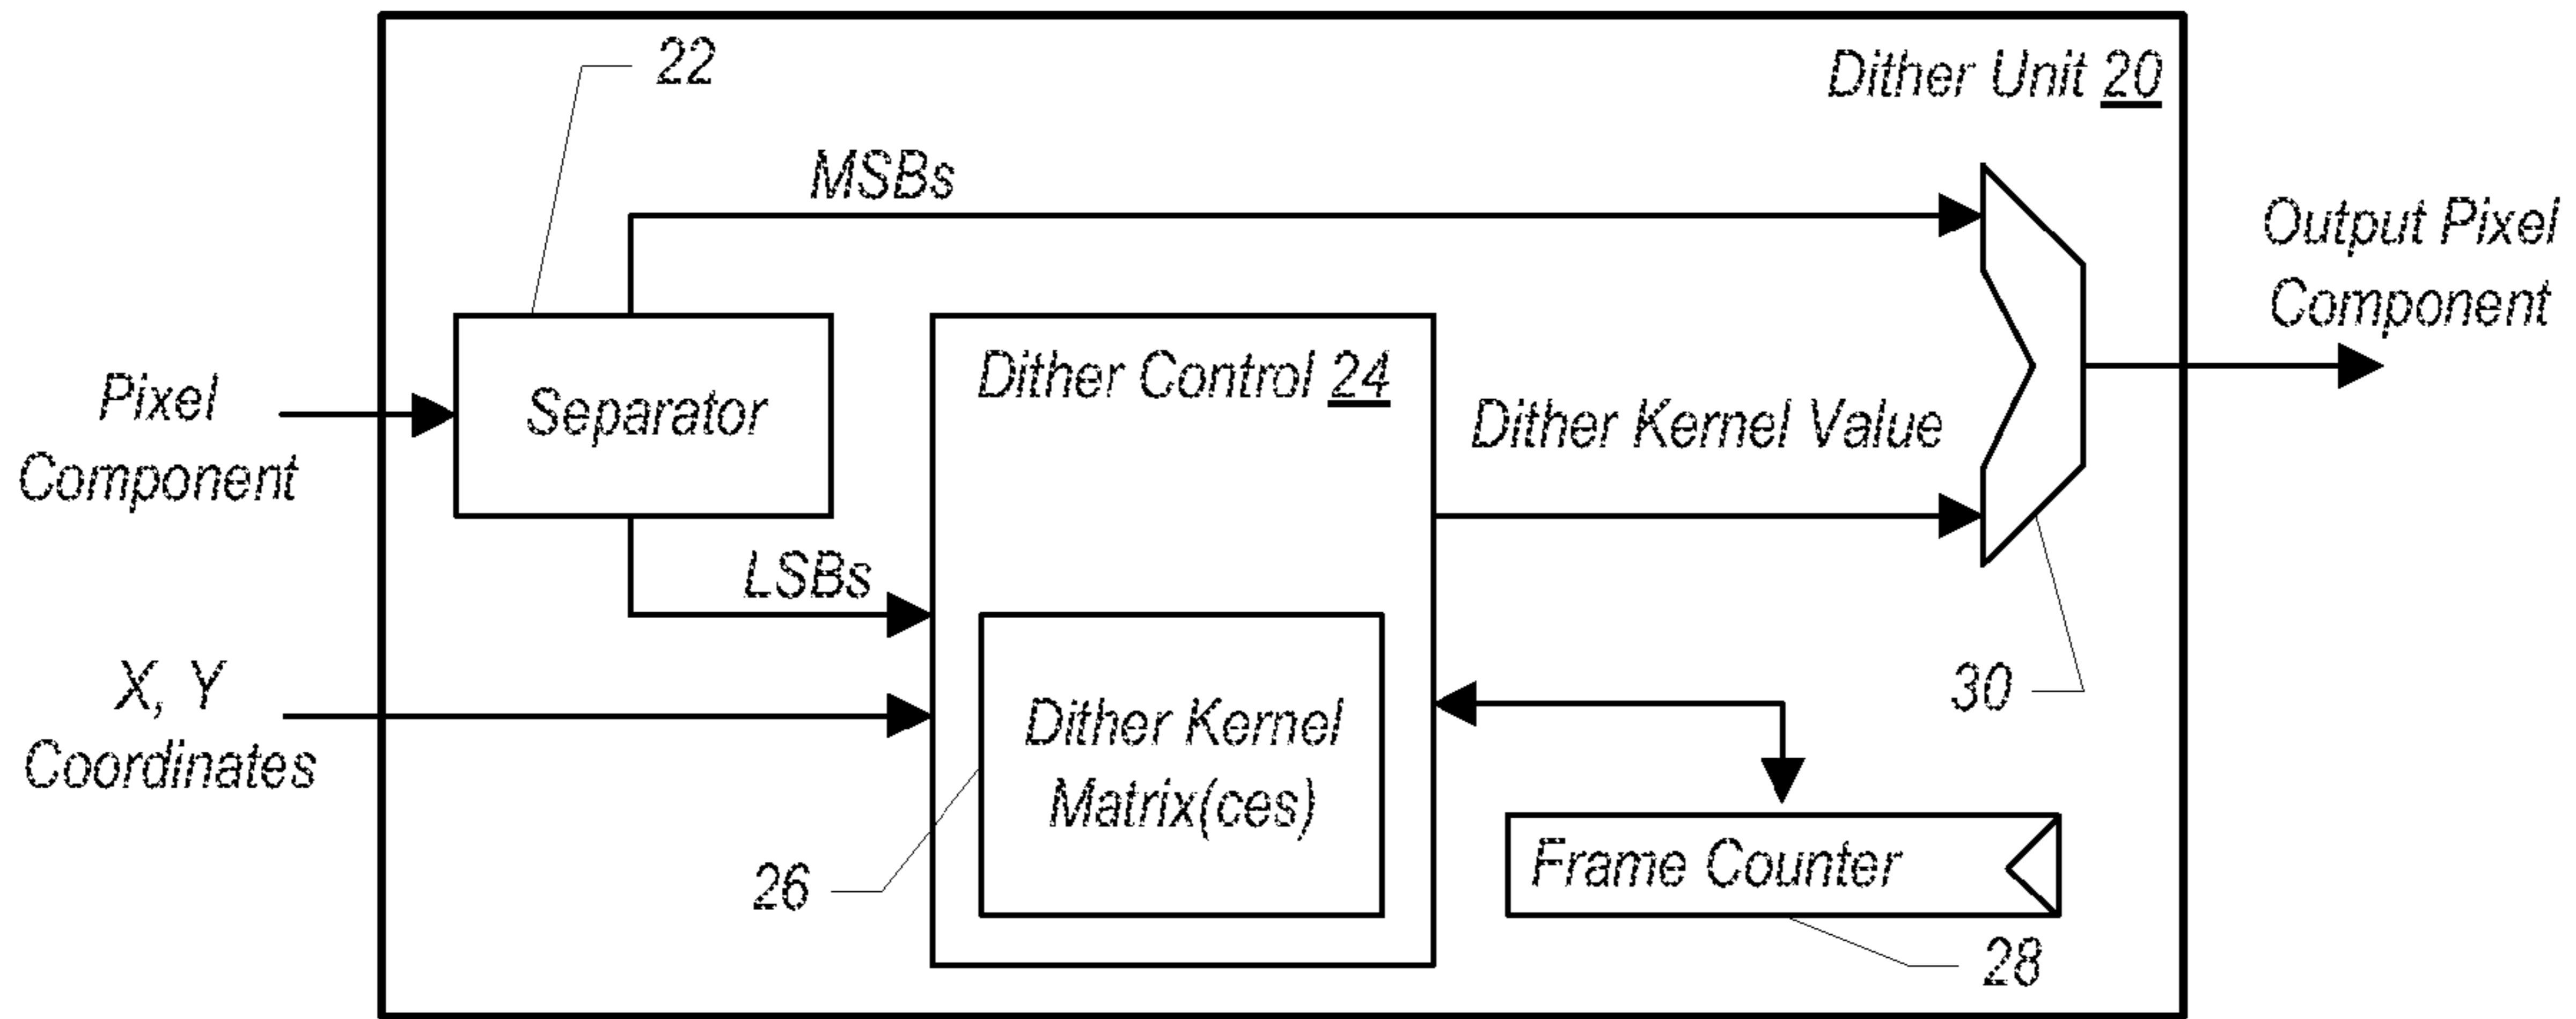 22
Dither Unit 20
MSBs
Output Pixel
Component
Pixel
Component
Separator
Dither Control 24
Dither Kernel Value
LSBs
X, Y
Coordinates
Dither Kernel
Matrix(ces)
30
26
Frame Counter
28